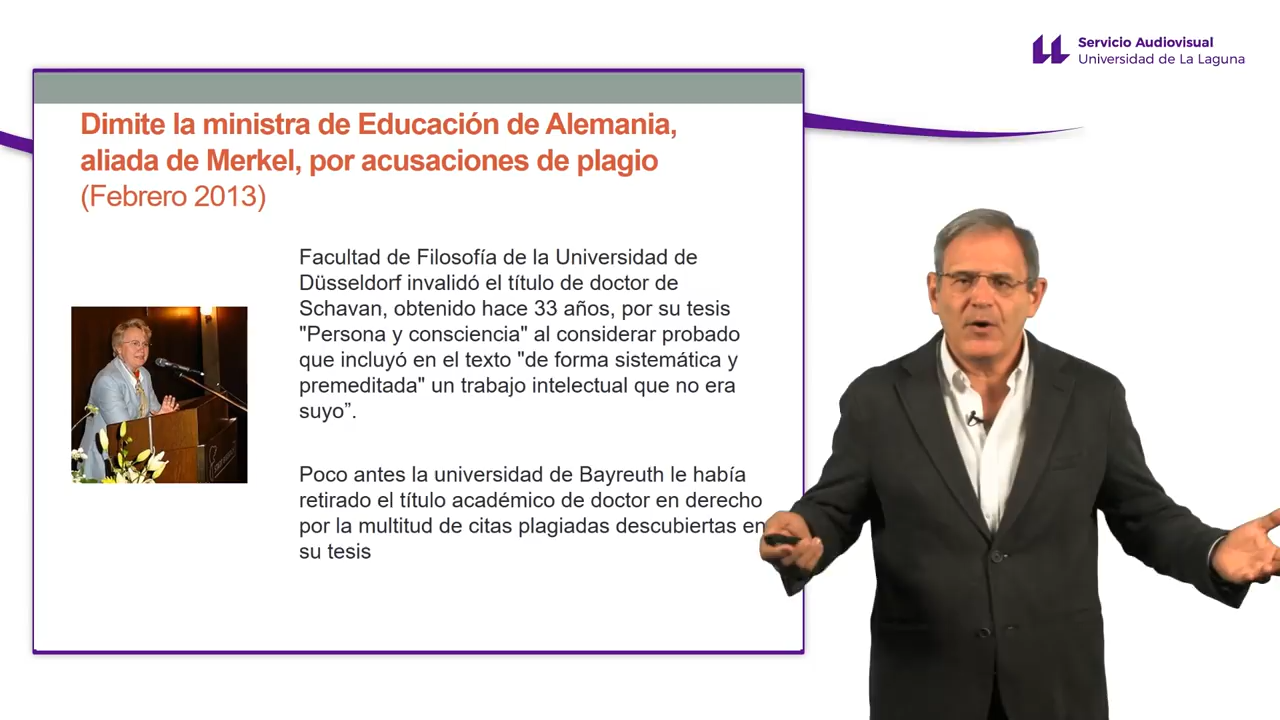 Servicio Audiovisual
Universidad de La Laguna
Dimite la ministra de Educación de Alemania,
aliada de Merkel, por acusaciones de plagio
(Febrero 2013)
Facultad de Filosofía de la Universidad de
Düsseldorf invalidó el título de doctor de
Schavan, obtenido hace 33 años, por su tesis
"Persona y consciencia" al considerar probado
que incluyó en el texto "de forma sistemática y
premeditada" un trabajo intelectual que no era
suyo”.
Poco antes la universidad de Bayreuth le había
retirado el título académico de doctor en derecho
por la multitud de citas plagiadas descubiertas en
su tesis